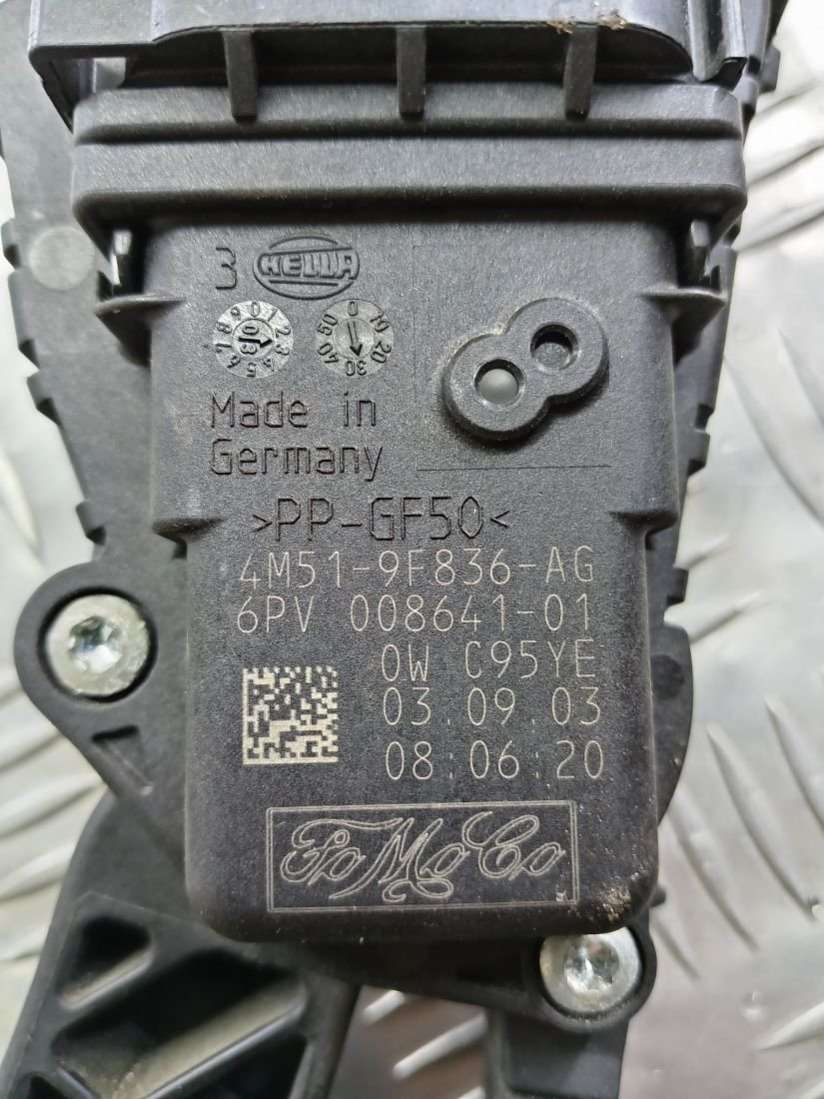 3 HELLA
Made in
Germany
>PP-GF50<
4M51-9F836-AG
6PV 008641-01
0W C95YE
03.09.03
08:06:20
FoMoCo